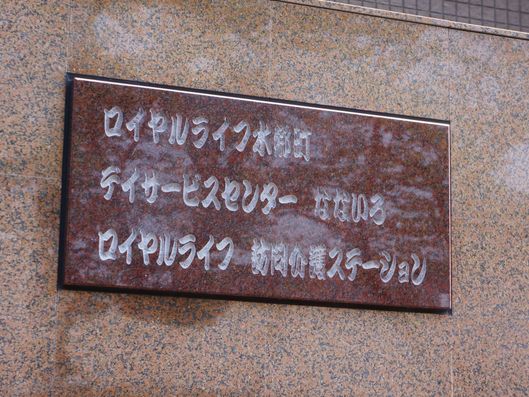 ロイヤルライフ水郷町
デイサービスセンター なないろ
ロイヤルライフ 訪問介護ステーション